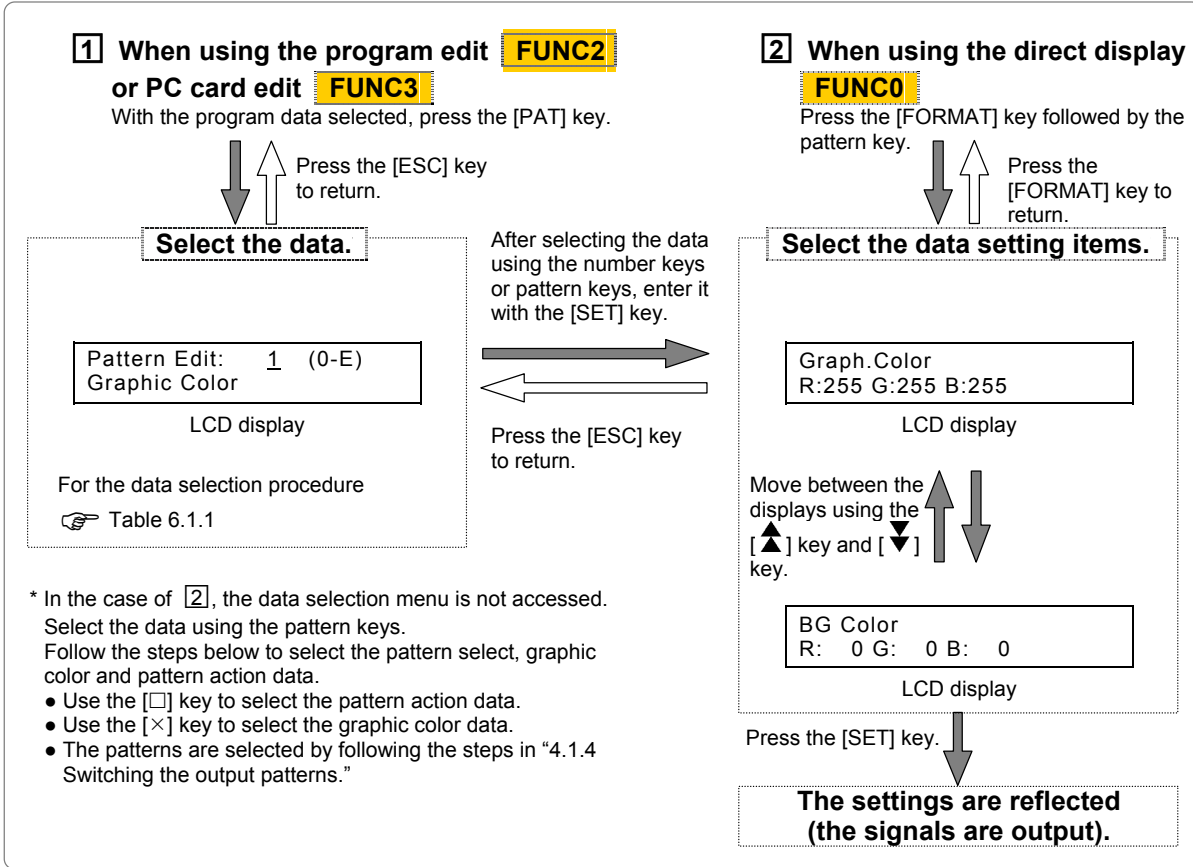 1 When using the program edit FUNC2
or PC card edit FUNC3
With the program data selected, press the [PAT] key.
Press the [ESC] key
to return.
Select the data.
Pattern Edit: 1 (0-E)
Graphic Color
LCD display
For the data selection procedure
☞ Table 6.1.1
After selecting the data
using the number keys
or pattern keys, enter it
with the [SET] key.
Press the [ESC] key
to return.
2 When using the direct display
FUNC0
Press the [FORMAT] key followed by the
pattern key.
Press the
[FORMAT] key to
return.
Select the data setting items.
Graph.Color
R:255 G:255 B:255
LCD display
Move between the
displays using the
[▲▲] key and [▼▼]
key.
BG Color
R: 0 G: 0 B: 0
LCD display
Press the [SET] key.
The settings are reflected
(the signals are output).
* In the case of 2, the data selection menu is not accessed.
Select the data using the pattern keys.
Follow the steps below to select the pattern select, graphic
color and pattern action data.
● Use the [□] key to select the pattern action data.
● Use the [×] key to select the graphic color data.
● The patterns are selected by following the steps in “4.1.4
Switching the output patterns.”